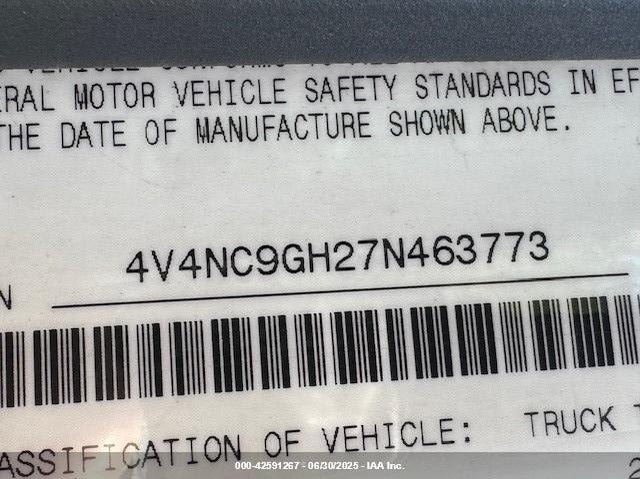 ERAL MOTOR VEHICLE SAFETY STANDARDS IN EF
THE DATE OF MANUFACTURE SHOWN ABOVE.
4V4NC9GH27N463773
N
ASSIFICATION OF VEHICLE: TRUCK T
000-42591267 - 06/30/2025 - IAA Inc.